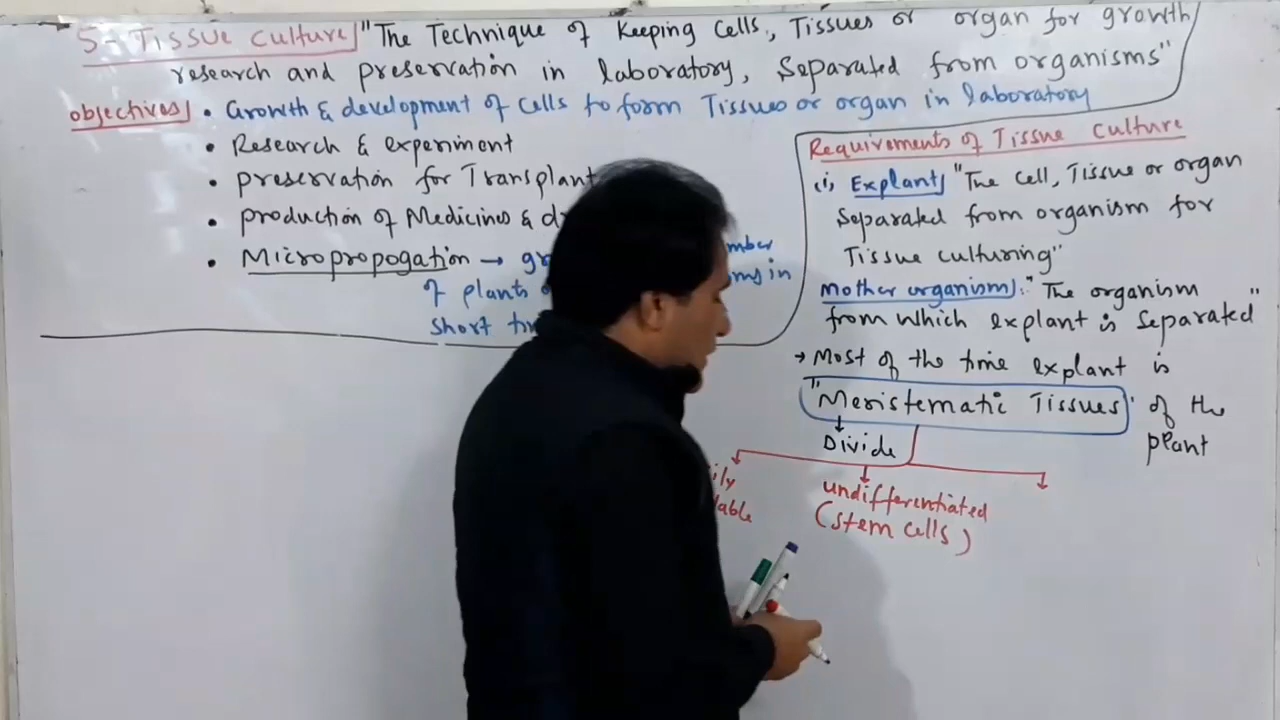 5- Tissue culture "The Technique of Keeping Cells, Tissues or organ for growth
research and preservation in laboratory, Separated from organisms"
objectives • Growth & development of cells to form Tissues or organ in laboratory
• Research & experiment
• preservation for Transplant
• production of Medicines &
• Micropropogation →
of plants
short
in
Requirements of Tissue culture
(i) Explant "The cell, Tissue or organ
Separated from organism for
Tissue culturing"
Mother organism: "The organism
from which explant is separated"
→ Most of the time explant is
"Meristematic Tissues" of the
plant
Divide
undifferentiated
(stem cells)